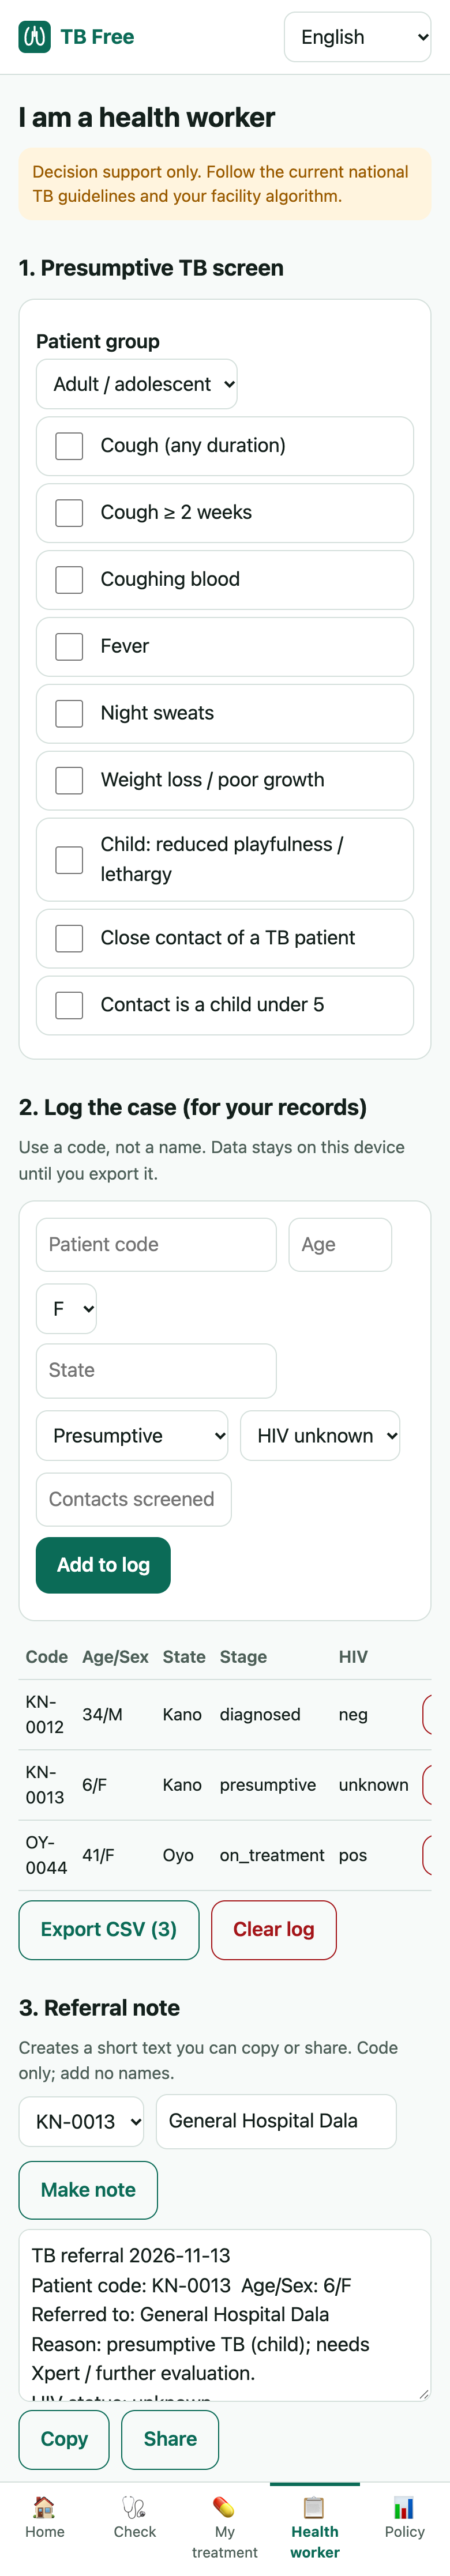 TB Free
English
I am a health worker
Decision support only. Follow the current national
TB guidelines and your facility algorithm.
1. Presumptive TB screen
Patient group
Adult / adolescent
Cough (any duration)
Cough ≥ 2 weeks
Coughing blood
Fever
Night sweats
Weight loss / poor growth
Child: reduced playfulness /
lethargy
Close contact of a TB patient
Contact is a child under 5
2. Log the case (for your records)
Use a code, not a name. Data stays on this device
until you export it.
Patient code Age
F
State
Presumptive HIV unknown
Contacts screened
Add to log
Code Age/Sex State Stage HIV
KN-
0012 34/M Kano diagnosed neg
KN-
0013 6/F Kano presumptive unknown
OY-
0044 41/F Oyo on_treatment pos
Export CSV (3) Clear log
3. Referral note
Creates a short text you can copy or share. Code
only; add no names.
KN-0013 General Hospital Dala
Make note
TB referral 2026-11-13
Patient code: KN-0013 Age/Sex: 6/F
Referred to: General Hospital Dala
Reason: presumptive TB (child); needs
Xpert / further evaluation.
HIV status: unknown
Copy Share
Home Check My
treatment Health
worker Policy